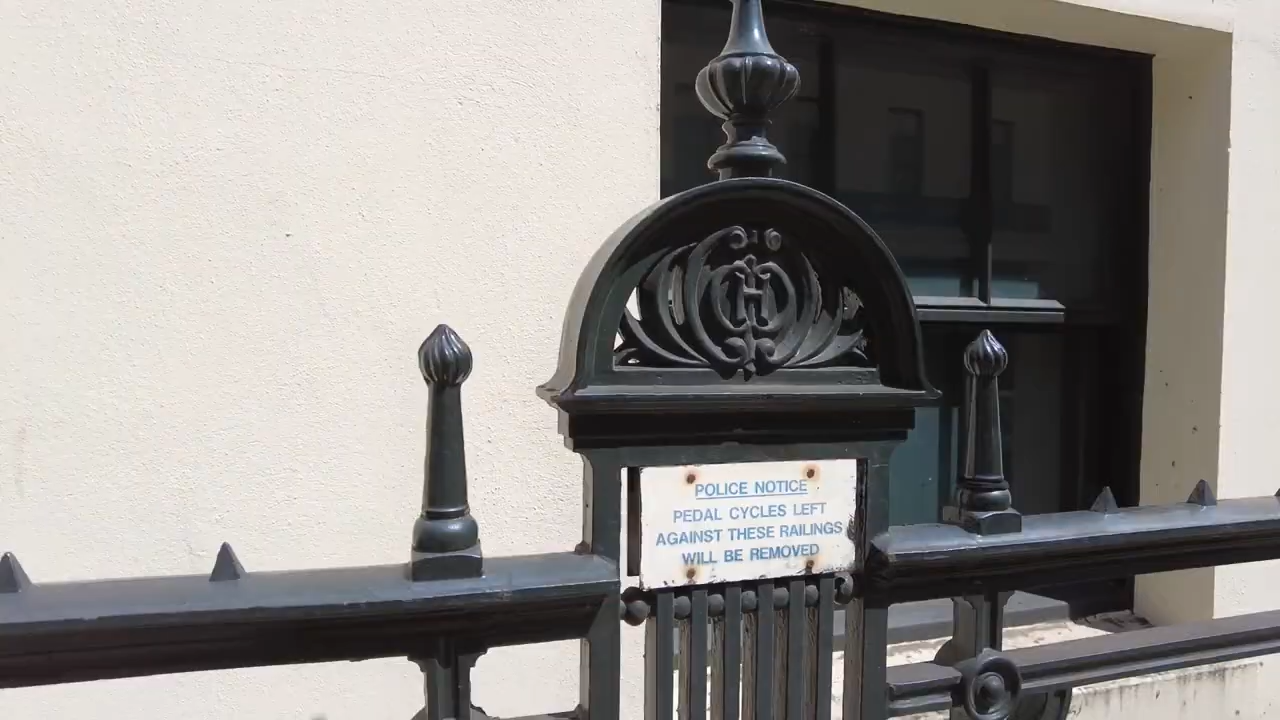 H
POLICE NOTICE
PEDAL CYCLES LEFT
AGAINST THESE RAILINGS
WILL BE REMOVED